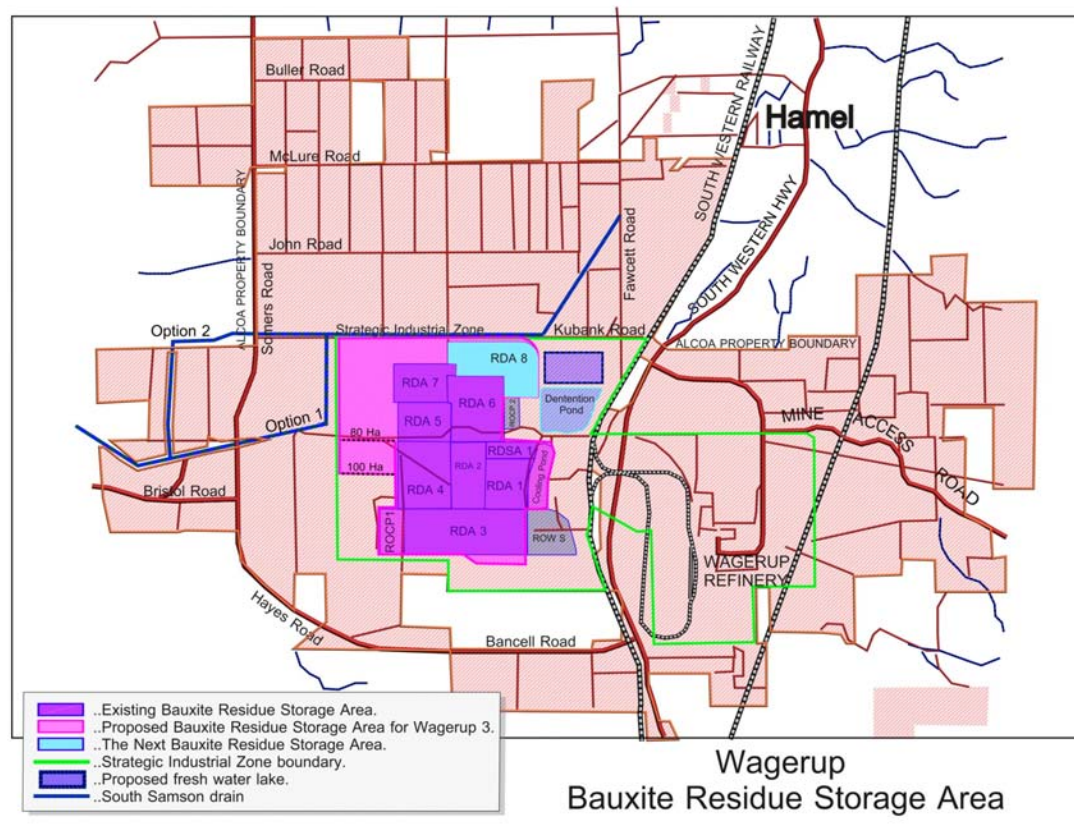 Buller Road
McLure Road
John Road
ALCOA PROPERTY BOUNDARY
Somers Road
Fawcett Road
SOUTH WESTERN RAILWAY
Hamel
SOUTH WESTERN HWY
Option 2
Strategic Industrial Zone
Kubank Road
ALCOA PROPERTY BOUNDARY
RDA 8
RDA 7
RDA 6
Dentention
Pond
ROCP 2
RDA 5
Option 1
80 Ha
100 Ha
RDSA 1
RDA 2
RDA 4
RDA 1
Cooling Pond
MINE ACCESS ROAD
Bristol Road
ROCP1
RDA 3
ROW S
WAGERUP
REFINERY
Hayes Road
Bancell Road
..Existing Bauxite Residue Storage Area.
..Proposed Bauxite Residue Storage Area for Wagerup 3.
..The Next Bauxite Residue Storage Area.
..Strategic Industrial Zone boundary.
..Proposed fresh water lake.
..South Samson drain
Wagerup
Bauxite Residue Storage Area